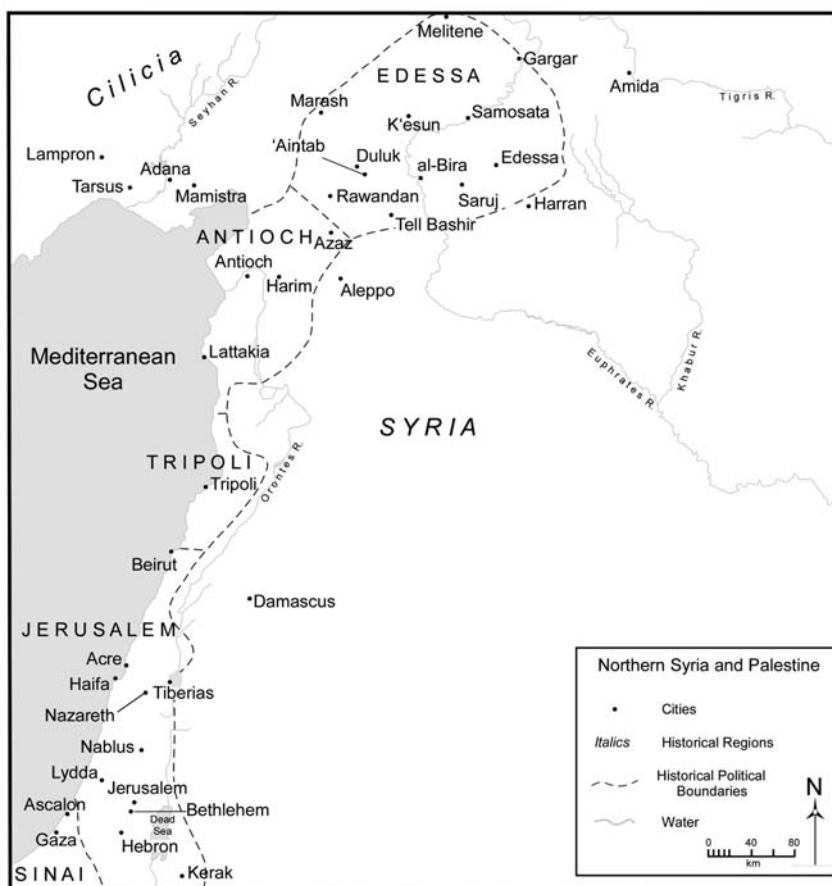 Melitene
Gargar
Cilicia
EDESSA
Amida
Seyhan R.
Marash
Tigris R.
K'esun
Samosata
'Aintab
Lampron
Duluk
al-Bira
Edessa
Adana
Tarsus
Mamistra
Rawandan
Saruj
Harran
Tell Bashir
ANTIOCH
Azaz
Antioch
Harim
Aleppo
Mediterranean
Sea
Lattakia
Euphrates R.
Khabur R.
SYRIA
TRIPOLI
Orontes R.
Tripoli
Beirut
Damascus
JERUSALEM
Acre
Haifa
Tiberias
Nazareth
Nablus
Lydda
Jerusalem
Ascalon
Bethlehem
Dead
Sea
Gaza
Hebron
SINAI
Kerak
Northern Syria and Palestine
Cities
Italics Historical Regions
Historical Political
Boundaries
Water
N
0 40 80
km